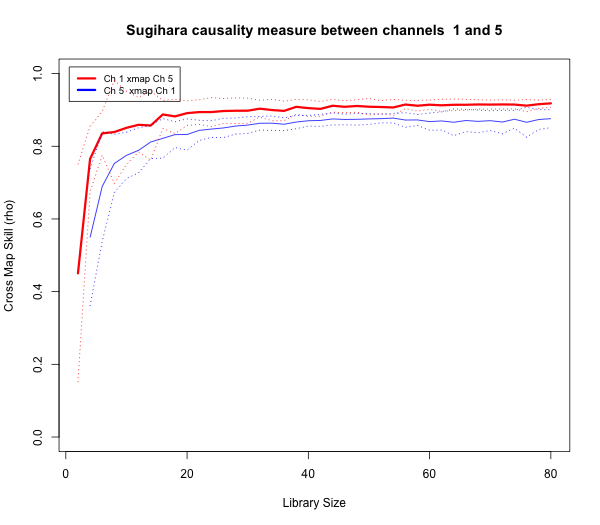 Sugihara causality measure between channels  1 and 5
Ch 1 xmap Ch 5
Ch 5  xmap Ch 1
Cross Map Skill (rho)
1.0
0.8
0.6
0.4
0.2
0.0
0 20 40 60 80
Library Size